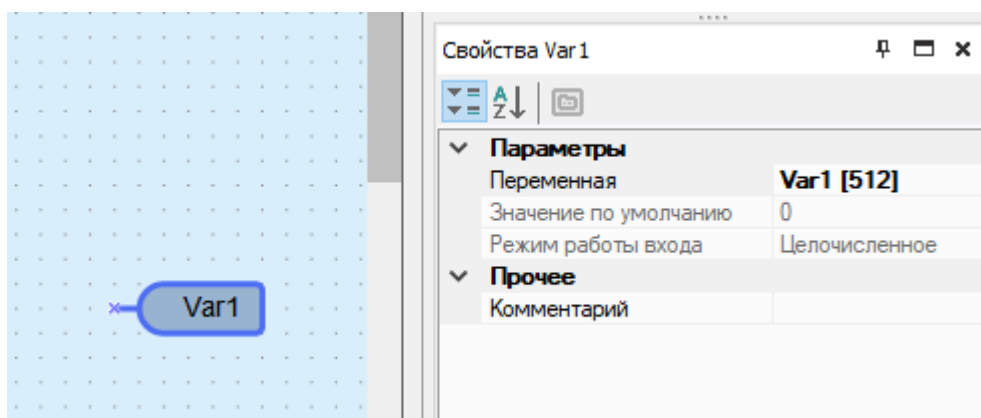 Свойства Var1
Параметры
Переменная Var1 [512]
Значение по умолчанию 0
Режим работы входа Целочисленное
Прочее
Комментарий
Var1